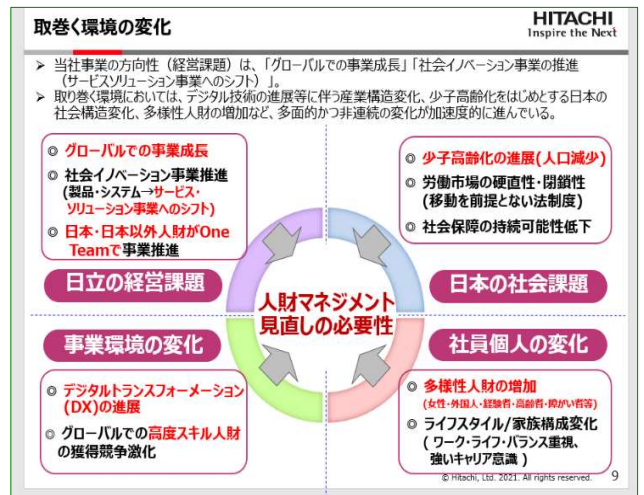 取巻く環境の変化
HITACHI
Inspire the Next
➢ 当社事業の方向性（経営課題）は、「グローバルでの事業成長」「社会イノベーション事業の推進
（サービスソリューション事業へのシフト）」。
➢ 取り巻く環境においては、デジタル技術の進展等に伴う産業構造変化、少子高齢化をはじめとする日本の
社会構造変化、多様性人財の増加など、多面的かつ非連続の変化が加速度的に進んでいる。
◎ グローバルでの事業成長
◎ 社会イノベーション事業推進
(製品・システム→サービス・
ソリューション事業へのシフト)
◎ 日本・日本以外人財がOne
Teamで事業推進
日立の経営課題
◎ 少子高齢化の進展(人口減少)
◎ 労働市場の硬直性・閉鎖性
(移動を前提とない法制度)
◎ 社会保障の持続可能性低下
日本の社会課題
人財マネジメント
見直しの必要性
事業環境の変化
◎ デジタルトランスフォーメーション
(DX)の進展
◎ グローバルでの高度スキル人財
の獲得競争激化
社員個人の変化
◎ 多様性人財の増加
(女性・外国人・経験者・高齢者・障がい者等)
◎ ライフスタイル/家族構成変化
( ワーク・ライフ・バランス重視、
強いキャリア意識 )
© Hitachi, Ltd. 2021. All rights reserved.
9